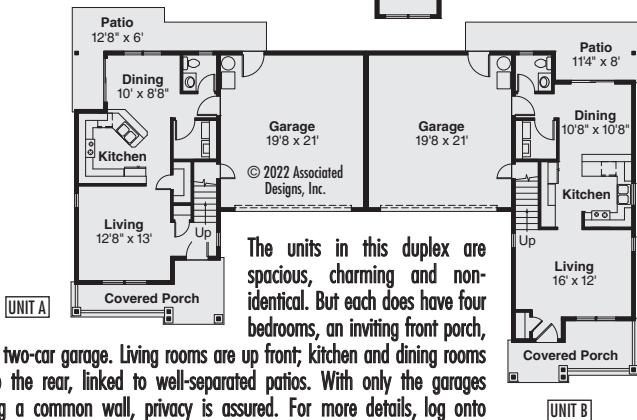 Patio
12'8" x 6'
Dining
10' x 8'8"
Kitchen
Living
12'8" x 13'
Up
Covered Porch
UNIT A
Garage
19'8 x 21'
© 2022 Associated
Designs, Inc.
Garage
19'8 x 21'
Patio
11'4" x 8'
Dining
10'8"x 10'8"
Kitchen
Up
Living
16' x 12'
Covered Porch
UNIT B
The units in this duplex are
spacious, charming and non-
identical. But each does have four
bedrooms, an inviting front porch,
two-car garage. Living rooms are up front; kitchen and dining rooms
the rear, linked to well-separated patios. With only the garages
a common wall, privacy is assured. For more details, log onto